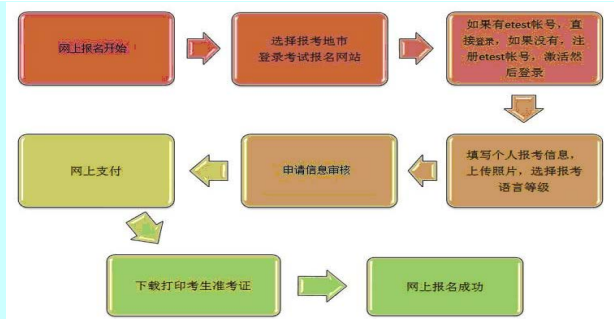 网上报名开始
选择报考地市
登录考试报名网站
如果有etest帐号，直
接登录，如果没有，注
册etest帐号，激活然
后登录
填写个人报考信息，
上传照片，选择报考
语言等级
申请信息审核
网上支付
下载打印考生准考证
网上报名成功